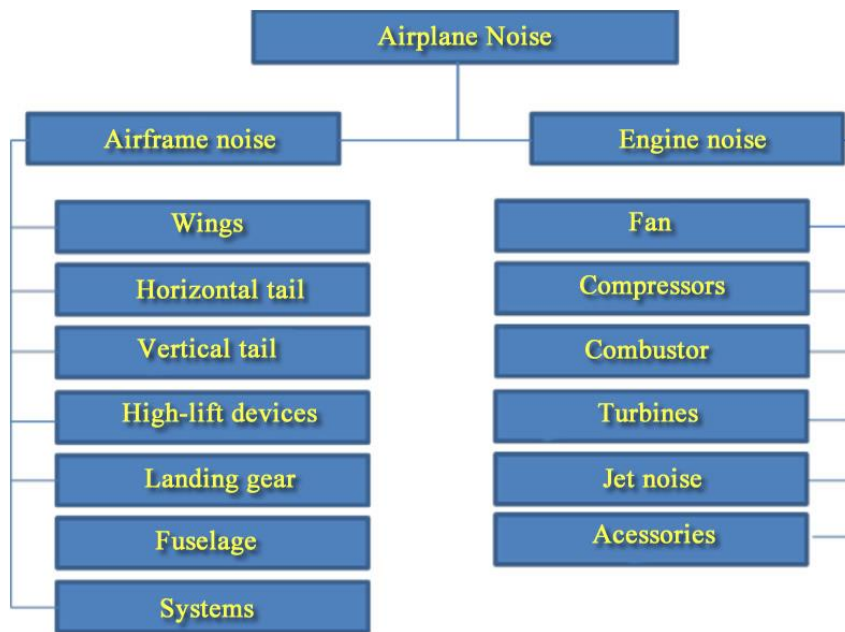 Airplane Noise
Airframe noise
Engine noise
Wings
Horizontal tail
Vertical tail
High-lift devices
Landing gear
Fuselage
Systems
Fan
Compressors
Combustor
Turbines
Jet noise
Acessories